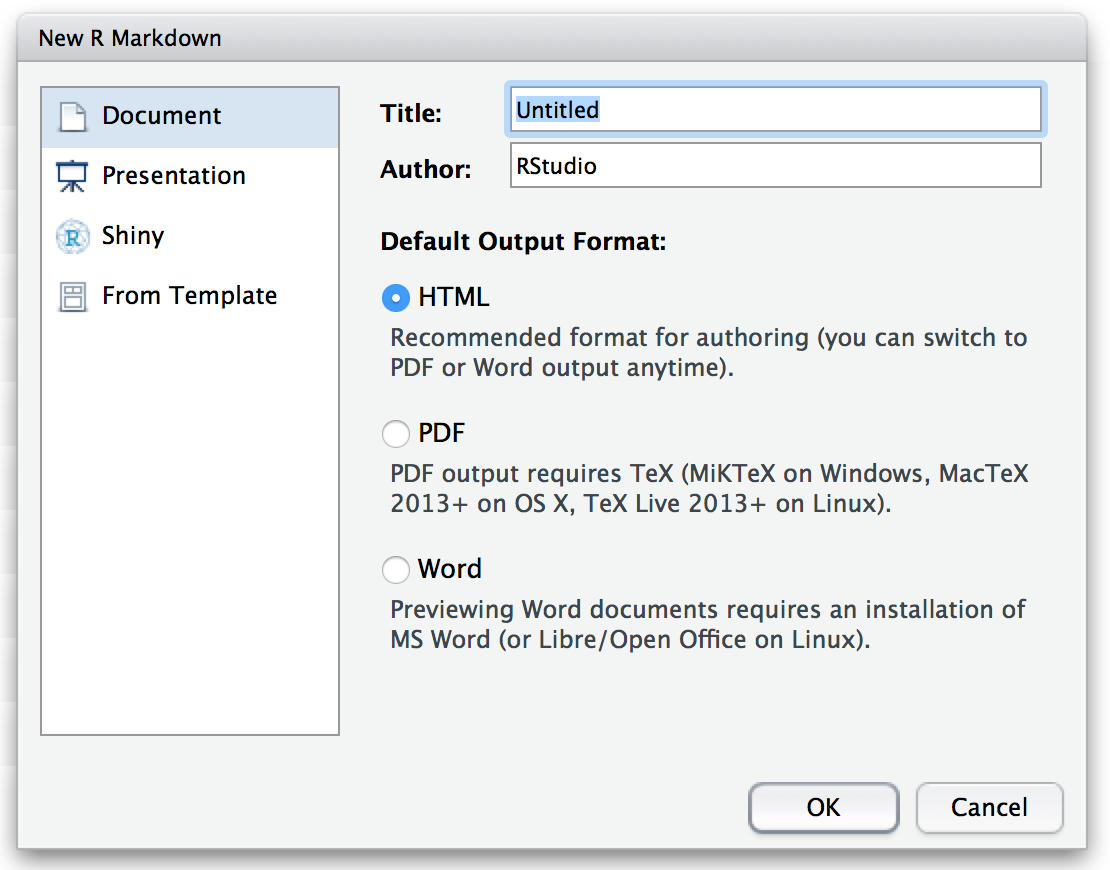 New R Markdown
Document
Presentation
Shiny
From Template
Title:
Untitled
Author:
RStudio
Default Output Format:
HTML
Recommended format for authoring (you can switch to
PDF or Word output anytime).
PDF
PDF output requires TeX (MiKTeX on Windows, MacTeX
2013+ on OS X, TeX Live 2013+ on Linux).
Word
Previewing Word documents requires an installation of
MS Word (or Libre/Open Office on Linux).
OK
Cancel